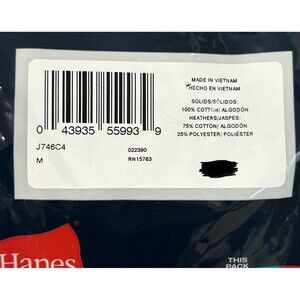 MADE IN VIETNAM
HECHO EN VIETNAM
SOLIDS/SÓLIDOS:
100% COTTON/ ALGODÓN
HEATHERS/JASPES:
75% COTTON/ ALGODÓN
25% POLYESTER/ POLIÉSTER
0 43935 55993 9
J746C4
022390
M
RN15763
Hanes
THIS
PACK